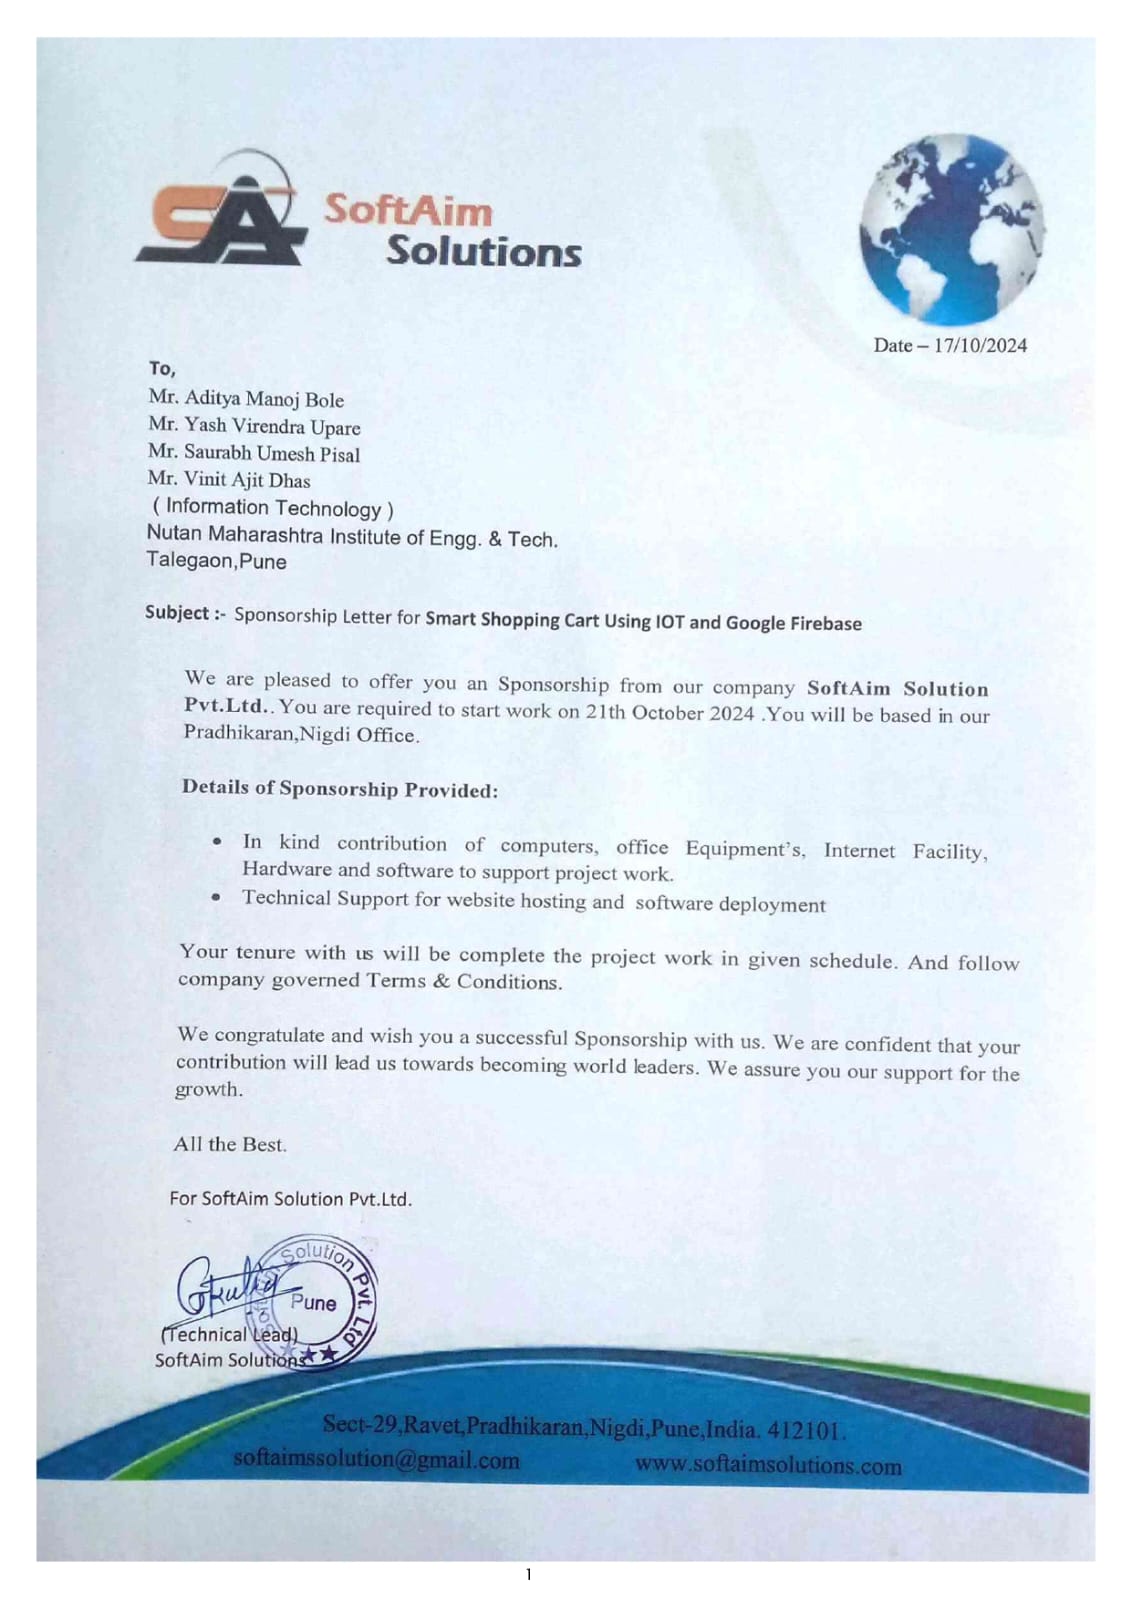 SA SoftAim
Solutions
Date – 17/10/2024
To,
Mr. Aditya Manoj Bole
Mr. Yash Virendra Upare
Mr. Saurabh Umesh Pisal
Mr. Vinit Ajit Dhas
( Information Technology )
Nutan Maharashtra Institute of Engg. & Tech.
Talegaon,Pune
Subject :- Sponsorship Letter for Smart Shopping Cart Using IOT and Google Firebase
We are pleased to offer you an Sponsorship from our company SoftAim Solution
Pvt.Ltd.. You are required to start work on 21th October 2024 .You will be based in our
Pradhikaran,Nigdi Office.
Details of Sponsorship Provided:
• In kind contribution of computers, office Equipment's, Internet Facility,
Hardware and software to support project work.
• Technical Support for website hosting and software deployment
Your tenure with us will be complete the project work in given schedule. And follow
company governed Terms & Conditions.
We congratulate and wish you a successful Sponsorship with us. We are confident that your
contribution will lead us towards becoming world leaders. We assure you our support for the
growth.
All the Best.
For SoftAim Solution Pvt.Ltd.
SoftAim Solution Pvt. Ltd
Pune
(Technical Lead)
SoftAim Solutions
Sect-29,Ravet,Pradhikaran,Nigdi,Pune,India. 412101.
softaimssolution@gmail.com www.softaimsolutions.com
1